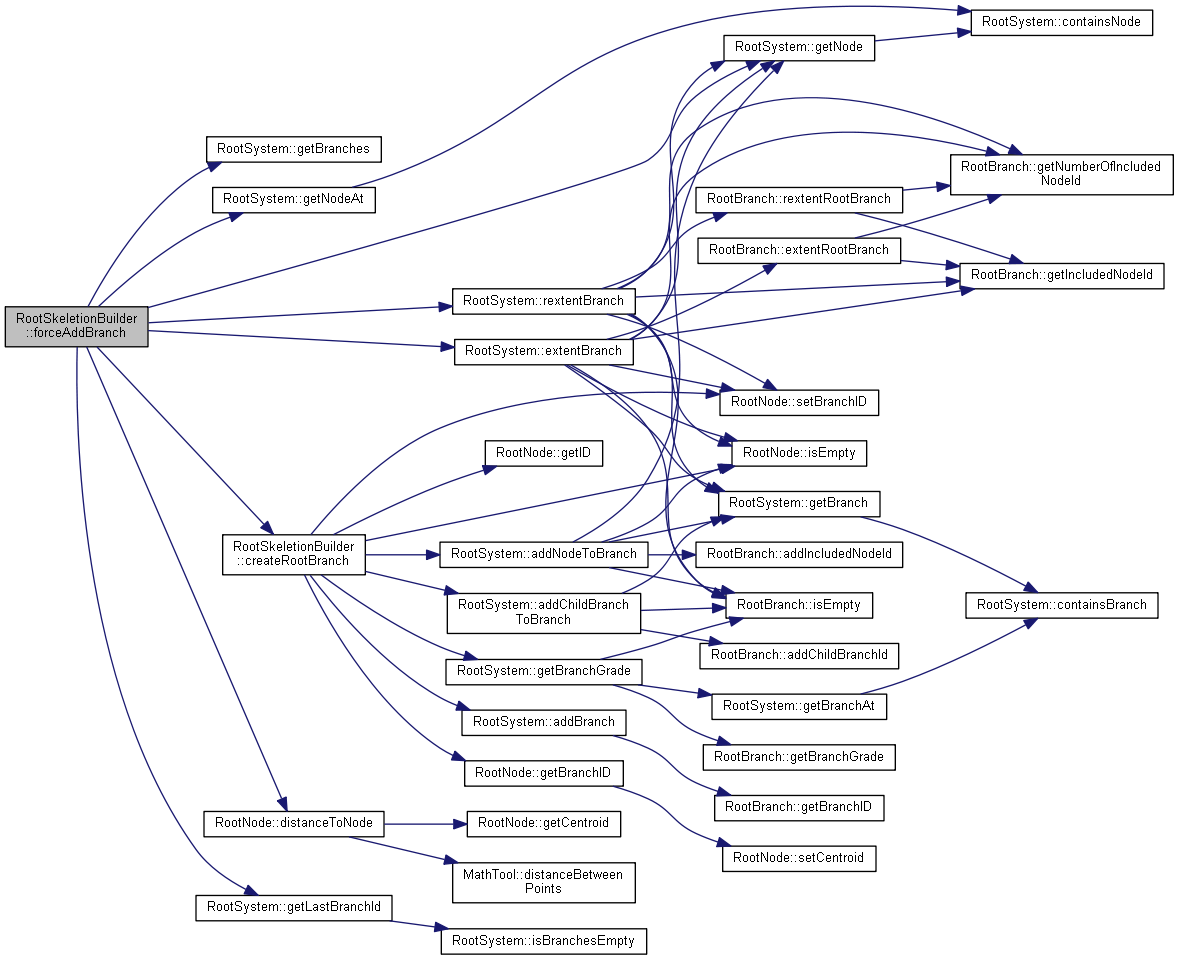 RootSkeletionBuilder
::forceAddBranch
RootSystem::getBranches
RootSystem::getNodeAt
RootSystem::rextentBranch
RootSystem::extentBranch
RootSkeletionBuilder
::createRootBranch
RootNode::distanceToNode
RootSystem::getLastBranchId
RootNode::getID
RootSystem::addNodeToBranch
RootSystem::addChildBranch
ToBranch
RootSystem::getBranchGrade
RootSystem::addBranch
RootNode::getBranchID
RootNode::getCentroid
MathTool::distanceBetween
Points
RootSystem::isBranchesEmpty
RootSystem::getNode
RootBranch::rextentRootBranch
RootBranch::extentRootBranch
RootNode::setBranchID
RootNode::isEmpty
RootSystem::getBranch
RootBranch::addIncludedNodeId
RootBranch::isEmpty
RootBranch::addChildBranchId
RootSystem::getBranchAt
RootBranch::getBranchGrade
RootBranch::getBranchID
RootNode::setCentroid
RootSystem::containsNode
RootBranch::getNumberOfIncluded
NodeId
RootBranch::getIncludedNodeId
RootSystem::containsBranch